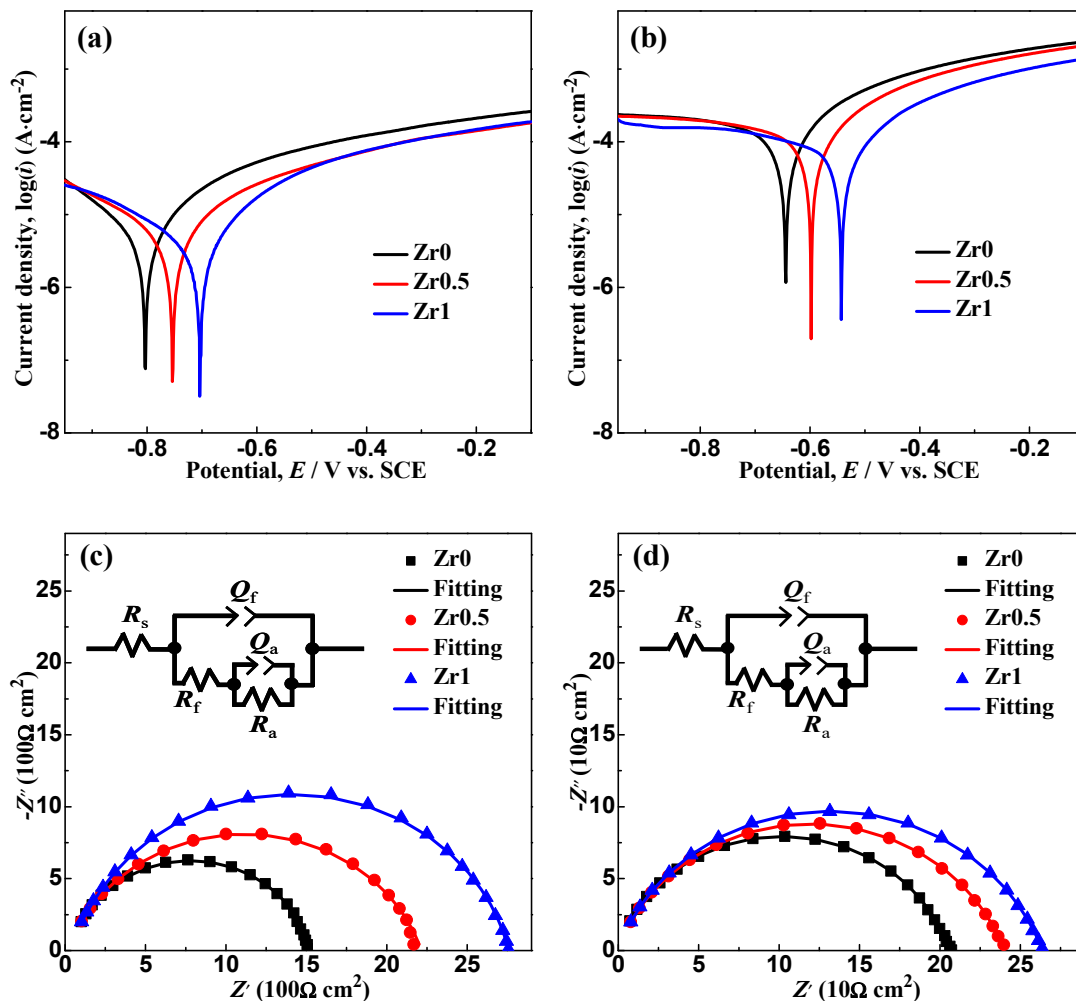 (a)
Current density, log(i) (A·cm-2)
-4
-6
-8
Zr0
Zr0.5
Zr1
-0.8 -0.6 -0.4 -0.2
Potential, E / V vs. SCE
(b)
Current density, log(i) (A·cm-2)
-4
-6
-8
Zr0
Zr0.5
Zr1
-0.8 -0.6 -0.4 -0.2
Potential, E / V vs. SCE
(c)
-Z″ (100Ω cm2)
25
20
15
10
5
0
Rs
Qf
Qa
Rf
Ra
Zr0
Fitting
Zr0.5
Fitting
Zr1
Fitting
0 5 10 15 20 25
Z′ (100Ω cm2)
(d)
-Z″ (10Ω cm2)
25
20
15
10
5
0
Rs
Qf
Qa
Rf
Ra
Zr0
Fitting
Zr0.5
Fitting
Zr1
Fitting
0 5 10 15 20 25
Z′ (10Ω cm2)